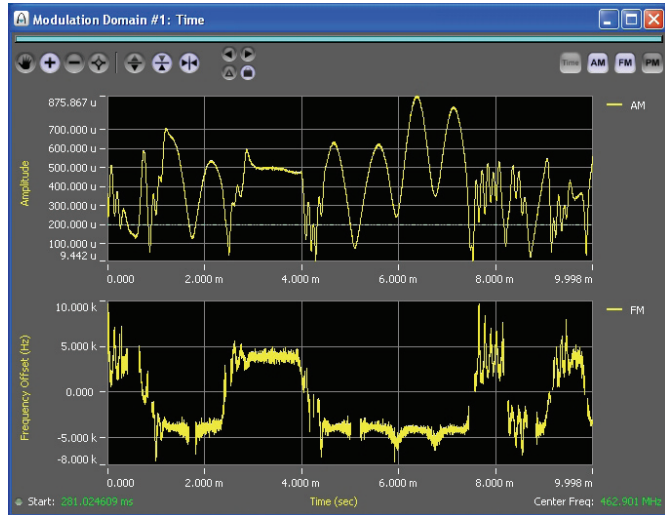 Modulation Domain #1: Time
Time AM FM PM
875.867 u
700.000 u
600.000 u
500.000 u
400.000 u
300.000 u
200.000 u
100.000 u
9.442 u
Amplitude
AM
0.000 2.000 m 4.000 m 6.000 m 8.000 m 9.998 m
10.000 k
5.000 k
0.000
-5.000 k
-8.000 k
Frequency Offset (Hz)
FM
0.000 2.000 m 4.000 m 6.000 m 8.000 m 9.998 m
Start: 281.024609 ms Time (sec) Center Freq: 462.901 MHz